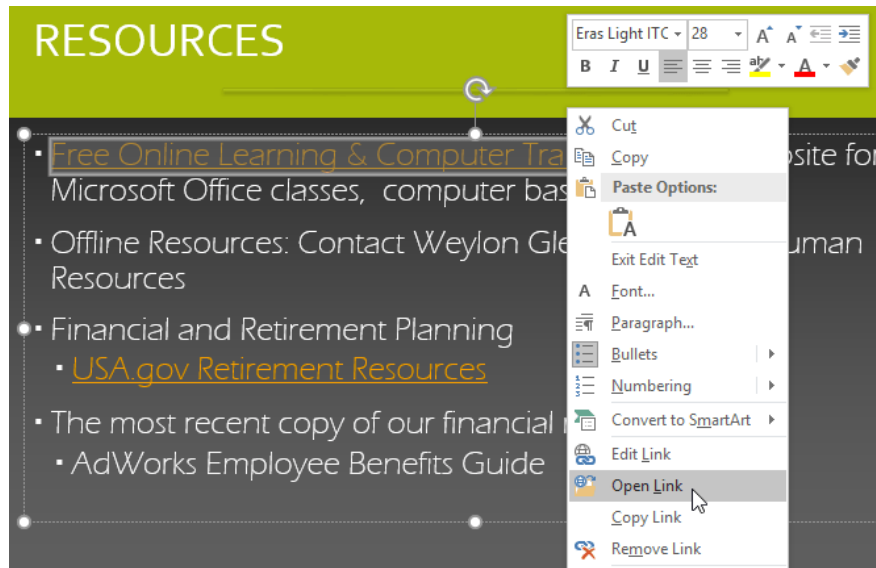 RESOURCES
Eras Light ITC 28 A A
B I U aby A
Free Online Learning & Computer Tra
site for
Microsoft Office classes, computer bas
Offline Resources: Contact Weylon Gle
uman
Resources
Financial and Retirement Planning
USA.gov Retirement Resources
The most recent copy of our financial
AdWorks Employee Benefits Guide
Cut
Copy
Paste Options:
A
Exit Edit Text
A Font...
Paragraph...
Bullets
Numbering
Convert to SmartArt
Edit Link
Open Link
Copy Link
Remove Link